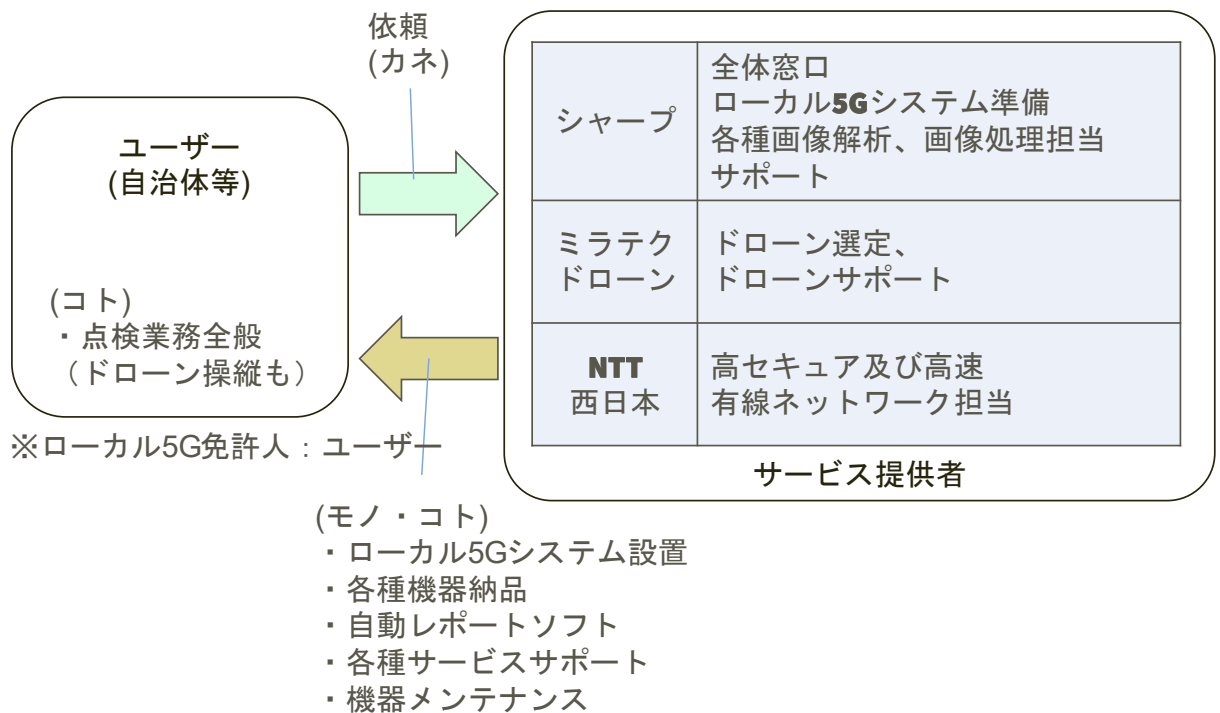 依頼
(カネ)
ユーザー
(自治体等)
(コト)
・点検業務全般
（ドローン操縦も）
※ローカル5G免許人：ユーザー
シャープ
全体窓口
ローカル5Gシステム準備
各種画像解析、画像処理担当
サポート
ミラテク
ドローン
ドローン選定、
ドローンサポート
NTT
西日本
高セキュア及び高速
有線ネットワーク担当
サービス提供者
(モノ・コト)
・ローカル5Gシステム設置
・各種機器納品
・自動レポートソフト
・各種サービスサポート
・機器メンテナンス